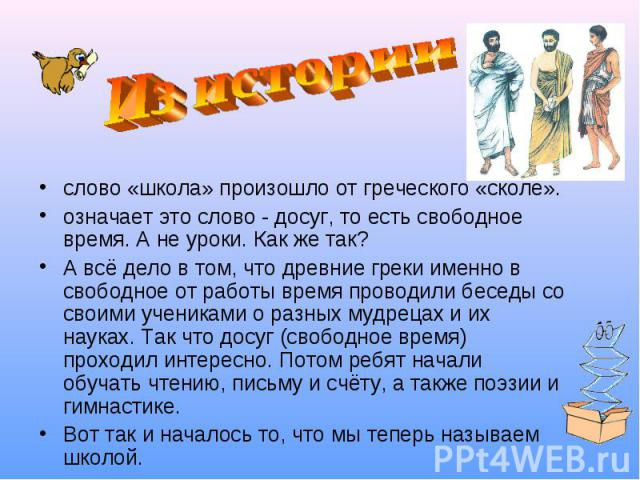 Из истории
• слово «школа» произошло от греческого «сколе».
• означает это слово - досуг, то есть свободное
время. А не уроки. Как же так?
• А всё дело в том, что древние греки именно в
свободное от работы время проводили беседы со
своими учениками о разных мудрецах и их
науках. Так что досуг (свободное время)
проходил интересно. Потом ребят начали
обучать чтению, письму и счёту, а также поэзии и
гимнастике.
• Вот так и началось то, что мы теперь называем
школой.
PPt4WEB.ru